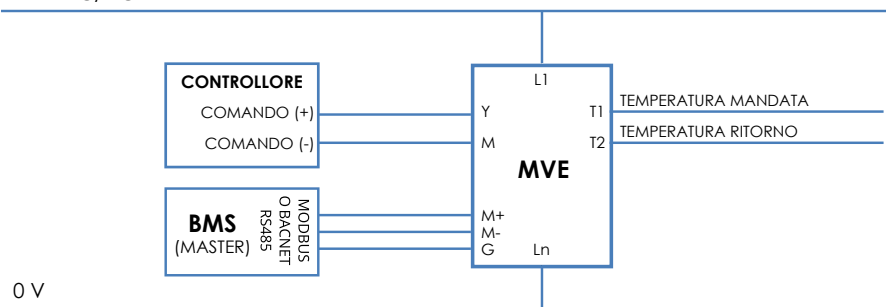 CONTROLLORE
COMANDO (+)
COMANDO (-)
L1
Y
M
T1
T2
MVE
M+
M-
G
Ln
TEMPERATURA MANDATA
TEMPERATURA RITORNO
BMS
(MASTER)
MODBUS
O BACNET
RS485
0 V